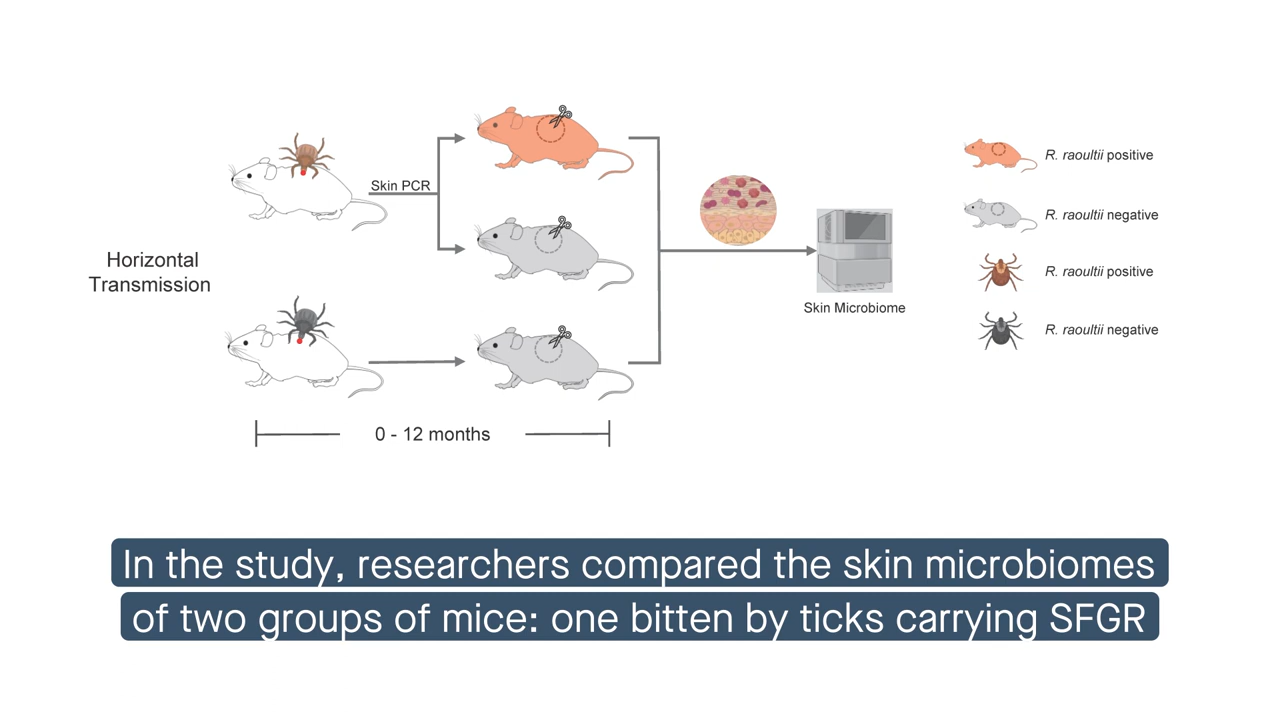 Skin PCR
Horizontal
Transmission
0 - 12 months
Skin Microbiome
R. raoultii positive
R. raoultii negative
R. raoultii positive
R. raoultii negative
In the study, researchers compared the skin microbiomes
of two groups of mice: one bitten by ticks carrying SFGR